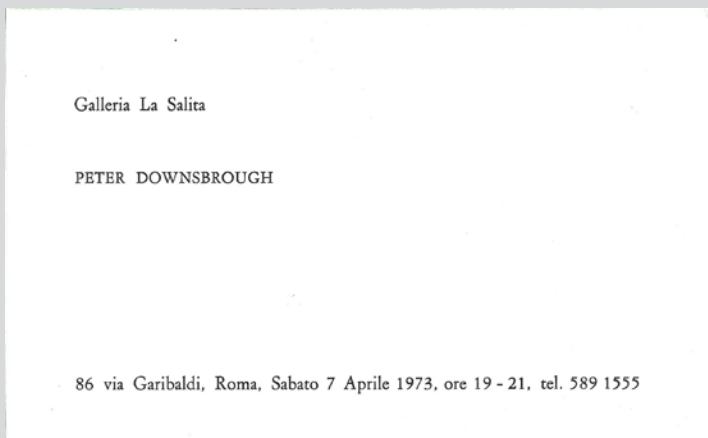 Galleria La Salita
PETER DOWNSBROUGH
86 via Garibaldi, Roma, Sabato 7 Aprile 1973, ore 19 - 21, tel. 589 1555